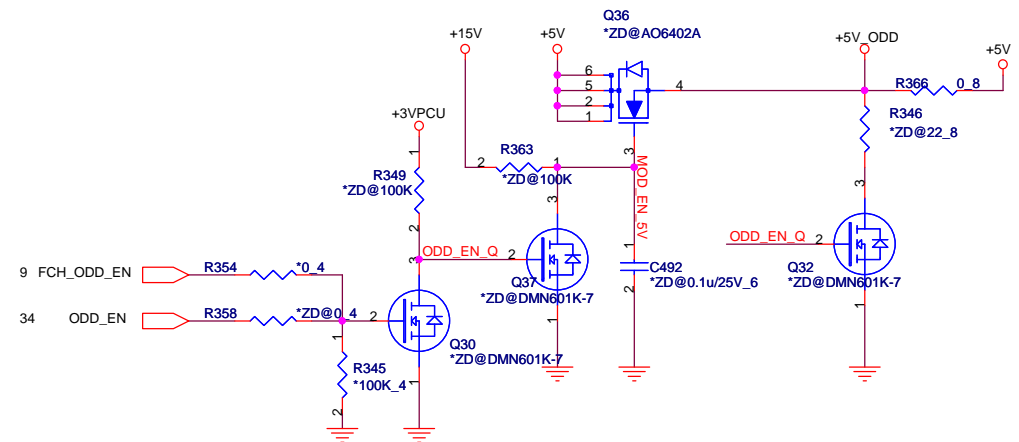 Q36
*ZD@AO6402A
+15V
+5V
+5V_ODD
+5V
6
5
2
1
4
R366
0_8
R346
*ZD@22_8
+3VPCU
1
R349
*ZD@100K
2
R363
2
1
*ZD@100K
3
MOD_EN_5V
3
3
ODD_EN_Q
2
3
ODD_EN_Q
2
1
C492
*ZD@0.1u/25V_6
2
Q37
*ZD@DMN601K-7
Q32
*ZD@DMN601K-7
9
FCH_ODD_EN
R354
*0_4
34
ODD_EN
R358
*ZD@0_4
2
1
1
1
Q30
*ZD@DMN601K-7
R345
*100K_4
1
2